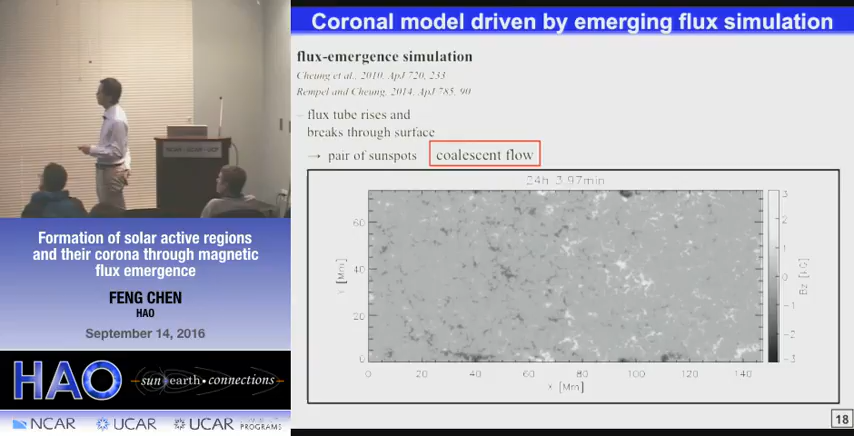 Coronal model driven by emerging flux simulation
flux-emergence simulation
Cheung et al., 2010, ApJ 720, 233
Rempel and Cheung, 2014, ApJ 785, 90
– flux tube rises and
breaks through surface
→ pair of sunspots coalescent flow
24h 3.97min
60
40
20
0
Y [Mm]
0 20 40 60 80 100 120 140
x [Mm]
3
2
1
0
−1
−2
−3
Bz [kG]
18
Formation of solar active regions
and their corona through magnetic
flux emergence
FENG CHEN
HAO
September 14, 2016
HAO
sun earth • connections
NCAR
UCAR
UCAR COMMUNITY PROGRAMS